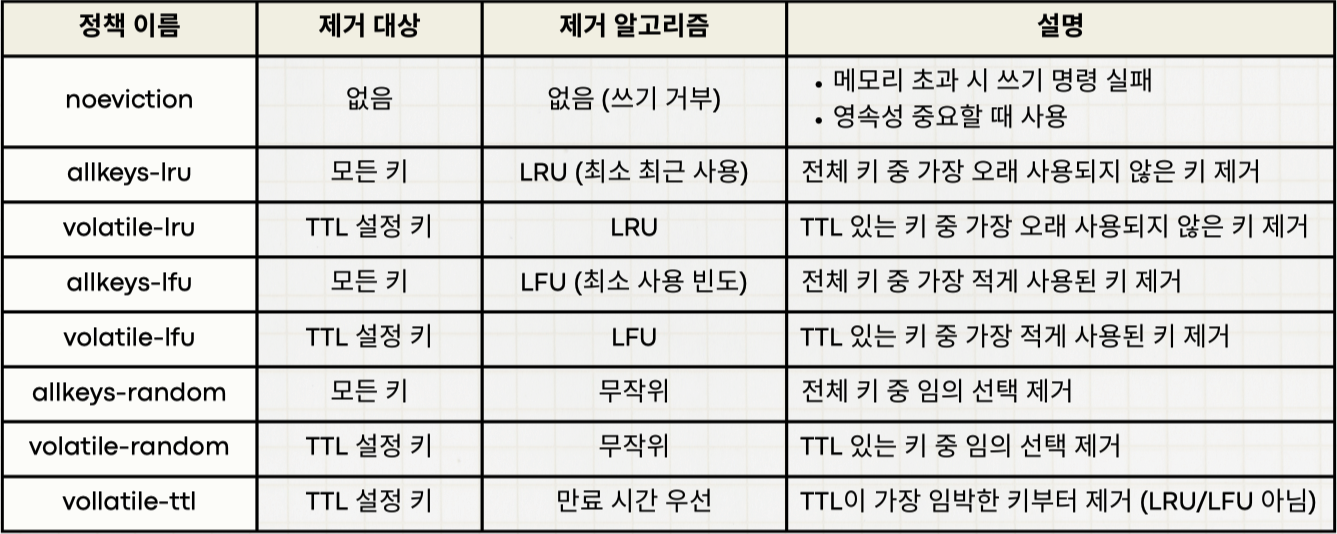 정책 이름 제거 대상 제거 알고리즘 설명
noeviction 없음 없음 (쓰기 거부) • 메모리 초과 시 쓰기 명령 실패
• 영속성 중요할 때 사용
allkeys-lru 모든 키 LRU (최소 최근 사용) 전체 키 중 가장 오래 사용되지 않은 키 제거
volatile-lru TTL 설정 키 LRU TTL 있는 키 중 가장 오래 사용되지 않은 키 제거
allkeys-lfu 모든 키 LFU (최소 사용 빈도) 전체 키 중 가장 적게 사용된 키 제거
volatile-lfu TTL 설정 키 LFU TTL 있는 키 중 가장 적게 사용된 키 제거
allkeys-random 모든 키 무작위 전체 키 중 임의 선택 제거
volatile-random TTL 설정 키 무작위 TTL 있는 키 중 임의 선택 제거
vollatile-ttl TTL 설정 키 만료 시간 우선 TTL이 가장 임박한 키부터 제거 (LRU/LFU 아님)